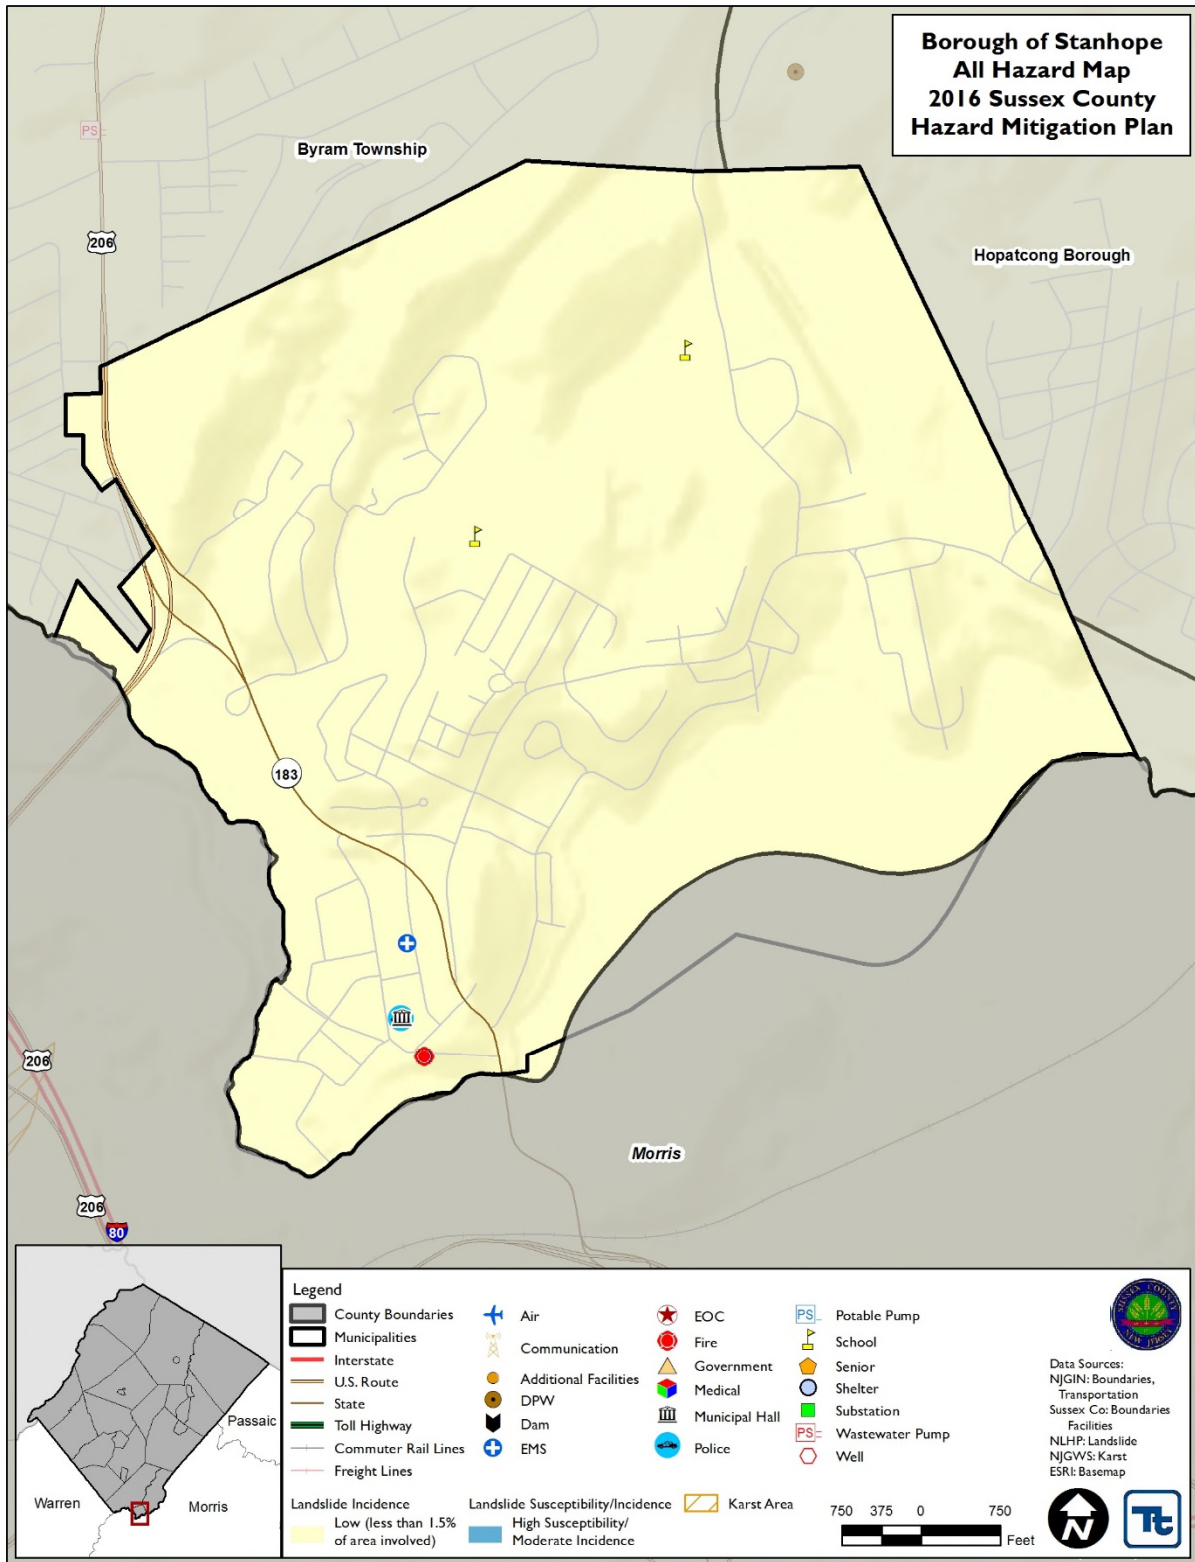 Borough of Stanhope
All Hazard Map
2016 Sussex County
Hazard Mitigation Plan
PS
Byram Township
206
Hopatcong Borough
183
206
Morris
206
80
Warren
Passaic
Morris
Legend
County Boundaries
Municipalities
Interstate
U.S. Route
State
Toll Highway
Commuter Rail Lines
Freight Lines
Air
Communication
Additional Facilities
DPW
Dam
EMS
EOC
Fire
Government
Medical
Municipal Hall
Police
PS Potable Pump
School
Senior
Shelter
Substation
PS Wastewater Pump
Well
Landslide Incidence
Low (less than 1.5%
of area involved)
Landslide Susceptibility/Incidence
High Susceptibility/
Moderate Incidence
Karst Area
SUSSEX COUNTY
NEW JERSEY
Data Sources:
NJGIN: Boundaries,
Transportation
Sussex Co: Boundaries
Facilities
NLHP: Landslide
NJGWS: Karst
ESRI: Basemap
750 375 0 750
Feet
N
Tt